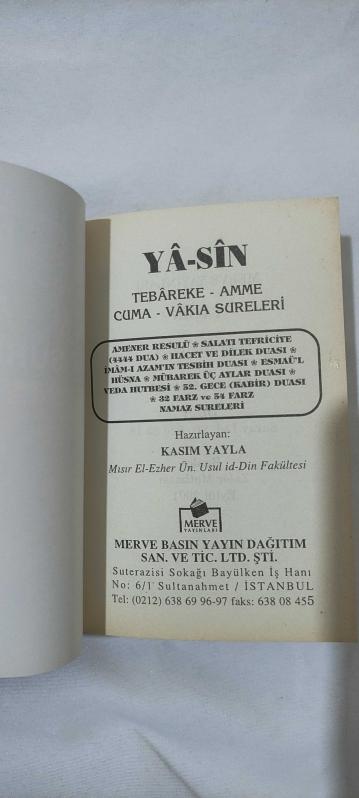 YÂ-SÎN
TEBÂREKE - AMME
CUMA - VÂKIA SURELERİ
AMENER RESULÜ ❀ SALATI TEFRİCİYE
(4444 DUA) ❀ HACET VE DİLEK DUASI ❀
İMÂM-I AZAM'IN TESBİH DUASI ❀ ESMAÜ'L
HÜSNA ❀ MÜBAREK ÜÇ AYLAR DUASI ❀
VEDA HUTBESİ ❀ 52. GECE (KABİR) DUASI
❀ 32 FARZ ve 54 FARZ
NAMAZ SURELERİ
Hazırlayan:
KASIM YAYLA
Mısır El-Ezher Ün. Usul id-Din Fakültesi
MERVE
YAYINLARI
MERVE BASIN YAYIN DAĞITIM
SAN. VE TİC. LTD. ŞTİ.
Suterazisi Sokağı Bayülken İş Hanı
No: 6/1 Sultanahmet / İSTANBUL
Tel: (0212) 638 69 96-97 faks: 638 08 455